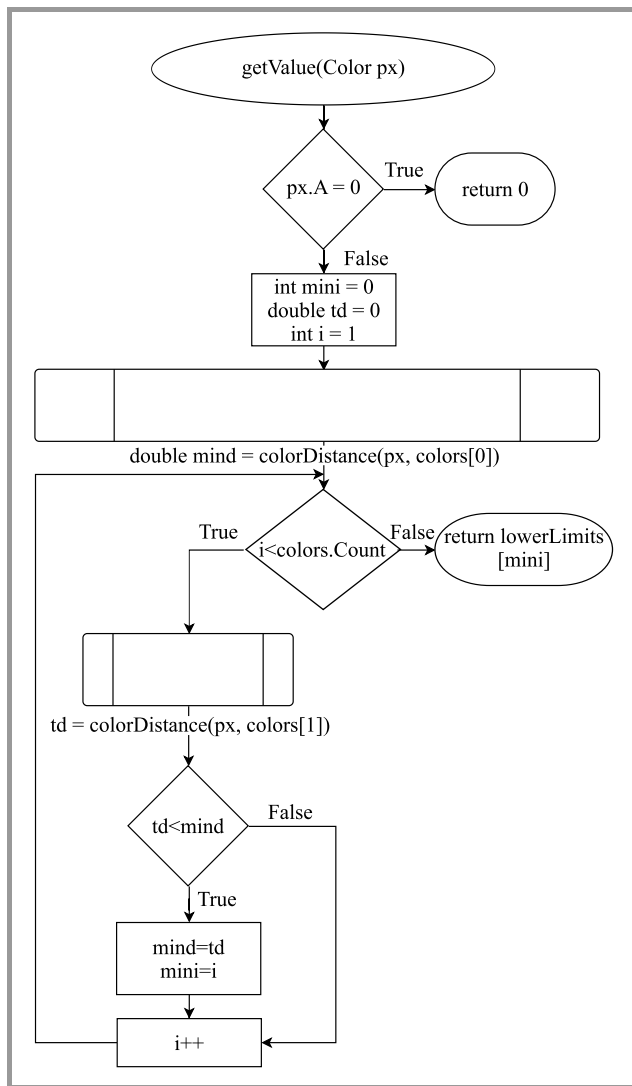 getValue(Color px)
px.A = 0
True
return 0
False
int mini = 0
double td = 0
int i = 1
double mind = colorDistance(px, colors[0])
True
i<colors.Count
False
return lowerLimits
[mini]
td = colorDistance(px, colors[1])
td<mind
False
True
mind=td
mini=i
i++